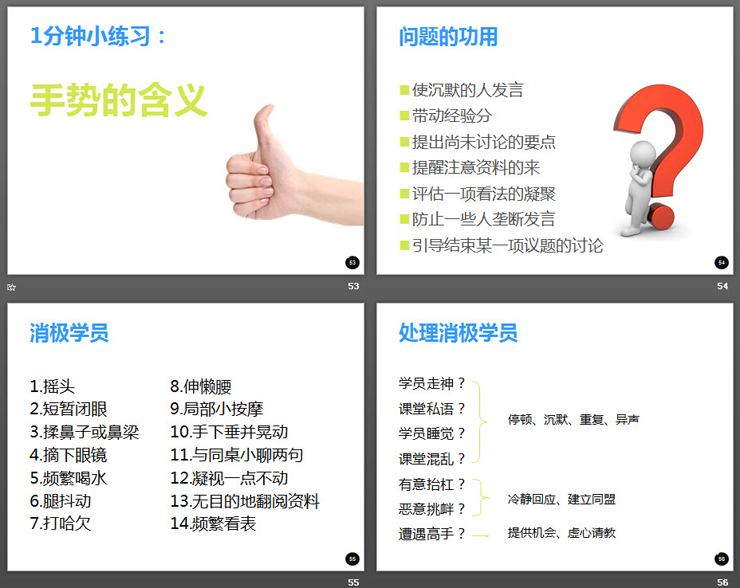 1分钟小练习：
手势的含义
53
53
问题的功用
使沉默的人发言
带动经验分
提出尚未讨论的要点
提醒注意资料的来
评估一项看法的凝聚
防止一些人垄断发言
引导结束某一项议题的讨论
54
54
消极学员
1.摇头
2.短暂闭眼
3.揉鼻子或鼻梁
4.摘下眼镜
5.频繁喝水
6.腿抖动
7.打哈欠
8.伸懒腰
9.局部小按摩
10.手下垂并晃动
11.与同桌小聊两句
12.凝视一点不动
13.无目的地翻阅资料
14.频繁看表
55
55
处理消极学员
学员走神？
课堂私语？
学员睡觉？
课堂混乱？
停顿、沉默、重复、异声
有意抬杠？
恶意挑衅？
冷静回应、建立同盟
遭遇高手？
提供机会、虚心请教
56
56